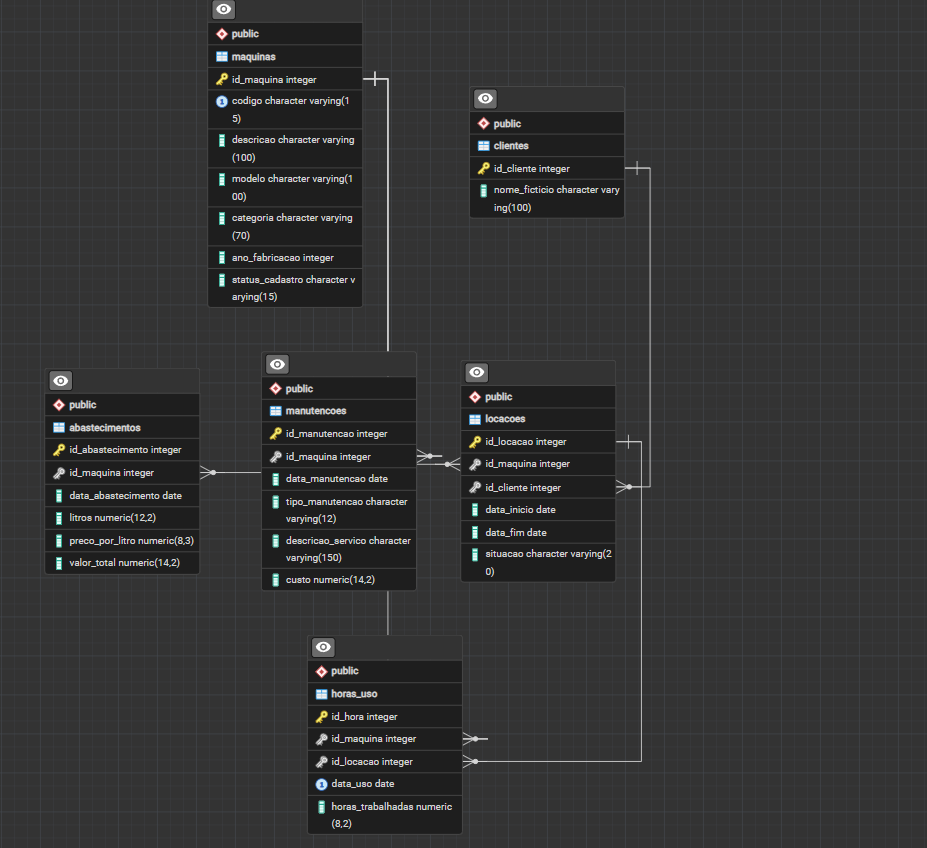 public
maquinas
id_maquina integer
codigo character varying(1
5)
descricao character varying
(100)
modelo character varying(1
00)
categoria character varying
(70)
ano_fabricacao integer
status_cadastro character v
arying(15)
public
clientes
id_cliente integer
nome_ficticio character vary
ing(100)
public
abastecimentos
id_abastecimento integer
id_maquina integer
data_abastecimento date
litros numeric(12,2)
preco_por_litro numeric(8,3)
valor_total numeric(14,2)
public
manutencoes
id_manutencao integer
id_maquina integer
data_manutencao date
tipo_manutencao character
varying(12)
descricao_servico character
varying(150)
custo numeric(14,2)
public
locacoes
id_locacao integer
id_maquina integer
id_cliente integer
data_inicio date
data_fim date
situacao character varying(2
0)
public
horas_uso
id_hora integer
id_maquina integer
id_locacao integer
1
data_uso date
horas_trabalhadas numeric
(8,2)